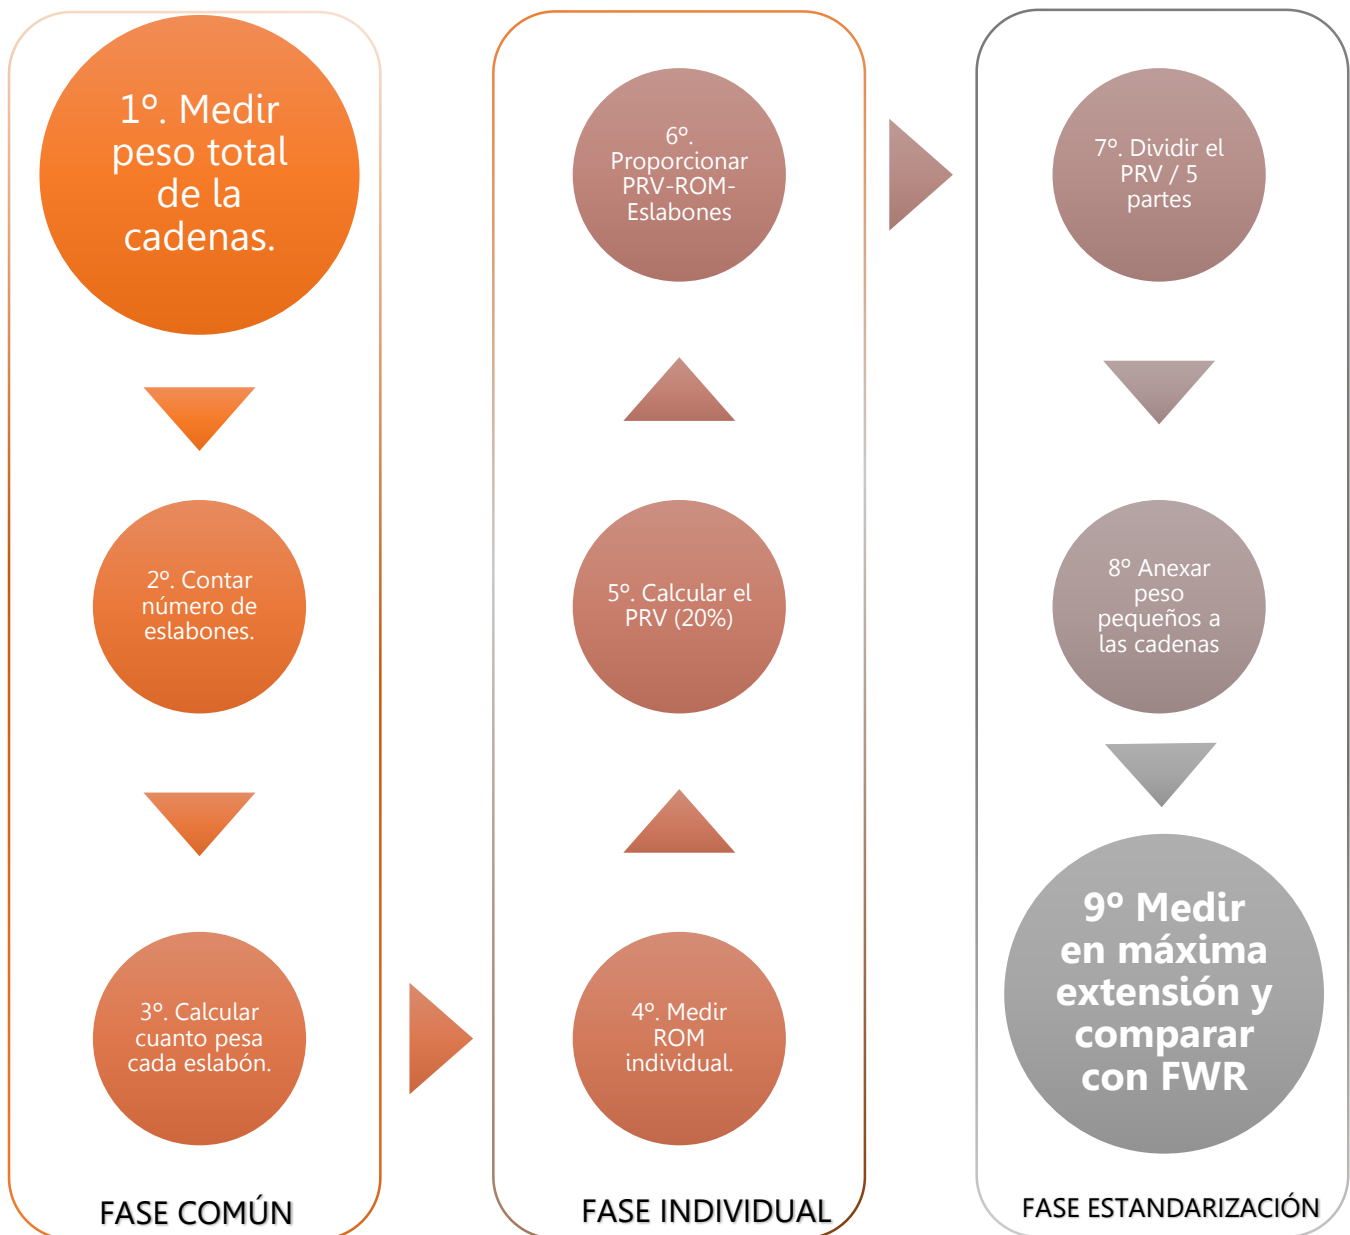 1º. Medir
peso total
de la
cadenas.
2º. Contar
número de
eslabones.
3º. Calcular
cuanto pesa
cada eslabón.
FASE COMÚN
4º. Medir
ROM
individual.
5º. Calcular el
PRV (20%)
6º.
Proporcionar
PRV-ROM-
Eslabones
FASE INDIVIDUAL
7º. Dividir el
PRV / 5
partes
8º Anexar
peso
pequeños a
las cadenas
9º Medir
en máxima
extensión y
comparar
con FWR
FASE ESTANDARIZACIÓN